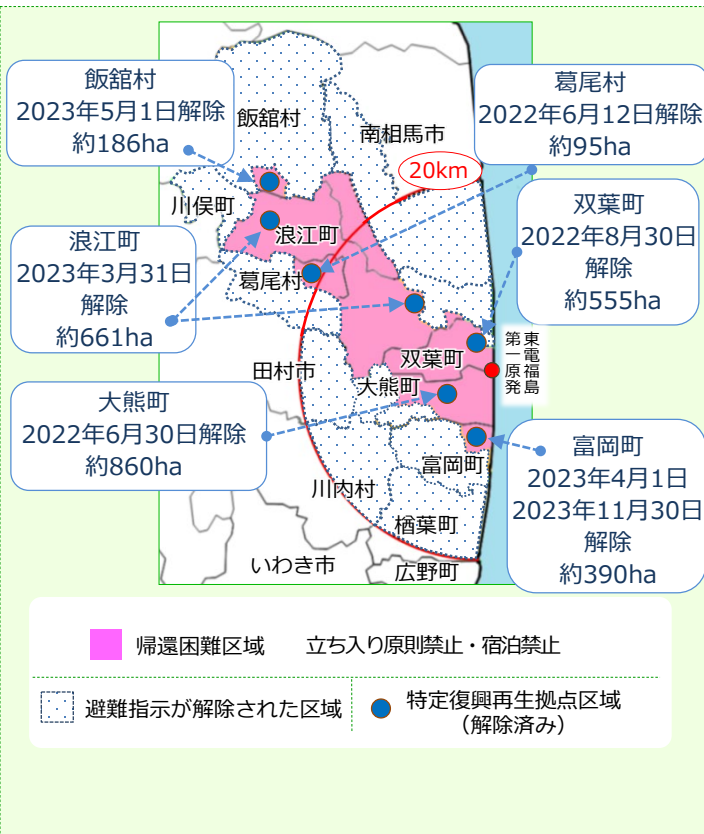 飯舘村
2023年5月1日解除
約186ha
葛尾村
2022年6月12日解除
約95ha
飯舘村
南相馬市
20km
川俣町
浪江町
双葉町
2022年8月30日
解除
約555ha
浪江町
2023年3月31日
解除
約661ha
葛尾村
東電福島
第一原発
双葉町
田村市
大熊町
大熊町
2022年6月30日解除
約860ha
富岡町
富岡町
2023年4月1日
2023年11月30日
解除
約390ha
川内村
楢葉町
いわき市
広野町
帰還困難区域 立ち入り原則禁止・宿泊禁止
避難指示が解除された区域
特定復興再生拠点区域
（解除済み）